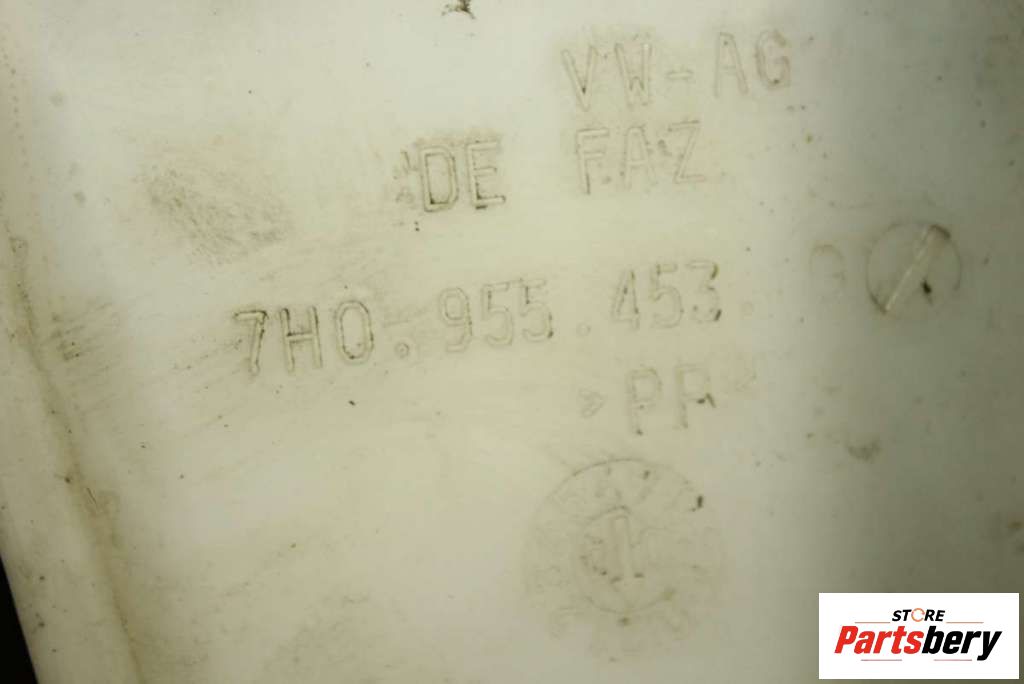 VW-AG
DE FAZ
7H0.955.453.
>PP<
STORE
Partsbery